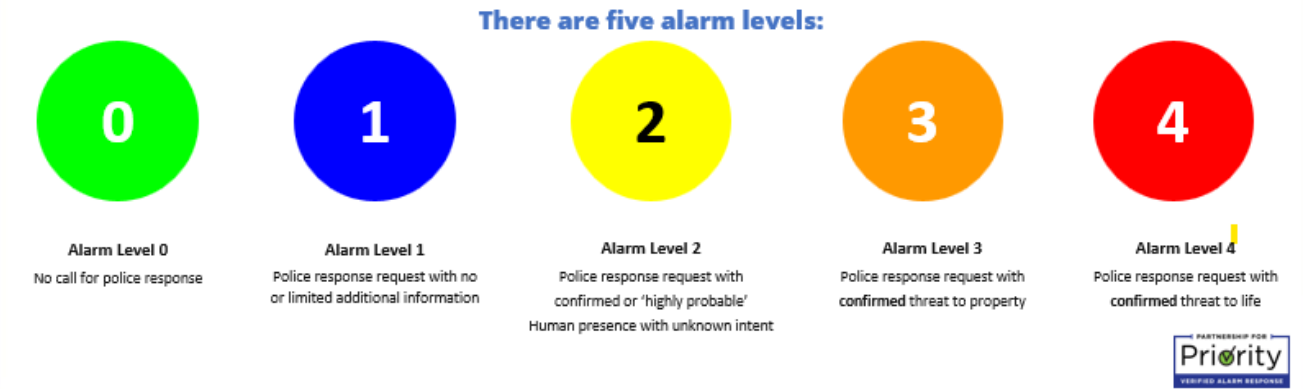 There are five alarm levels:
0
1
2
3
4
Alarm Level 0
No call for police response
Alarm Level 1
Police response request with no
or limited additional information
Alarm Level 2
Police response request with
confirmed or ‘highly probable’
Human presence with unknown intent
Alarm Level 3
Police response request with
confirmed threat to property
Alarm Level 4
Police response request with
confirmed threat to life
PARTNERSHIP FOR
Priority
VERIFIED ALARM RESPONSE